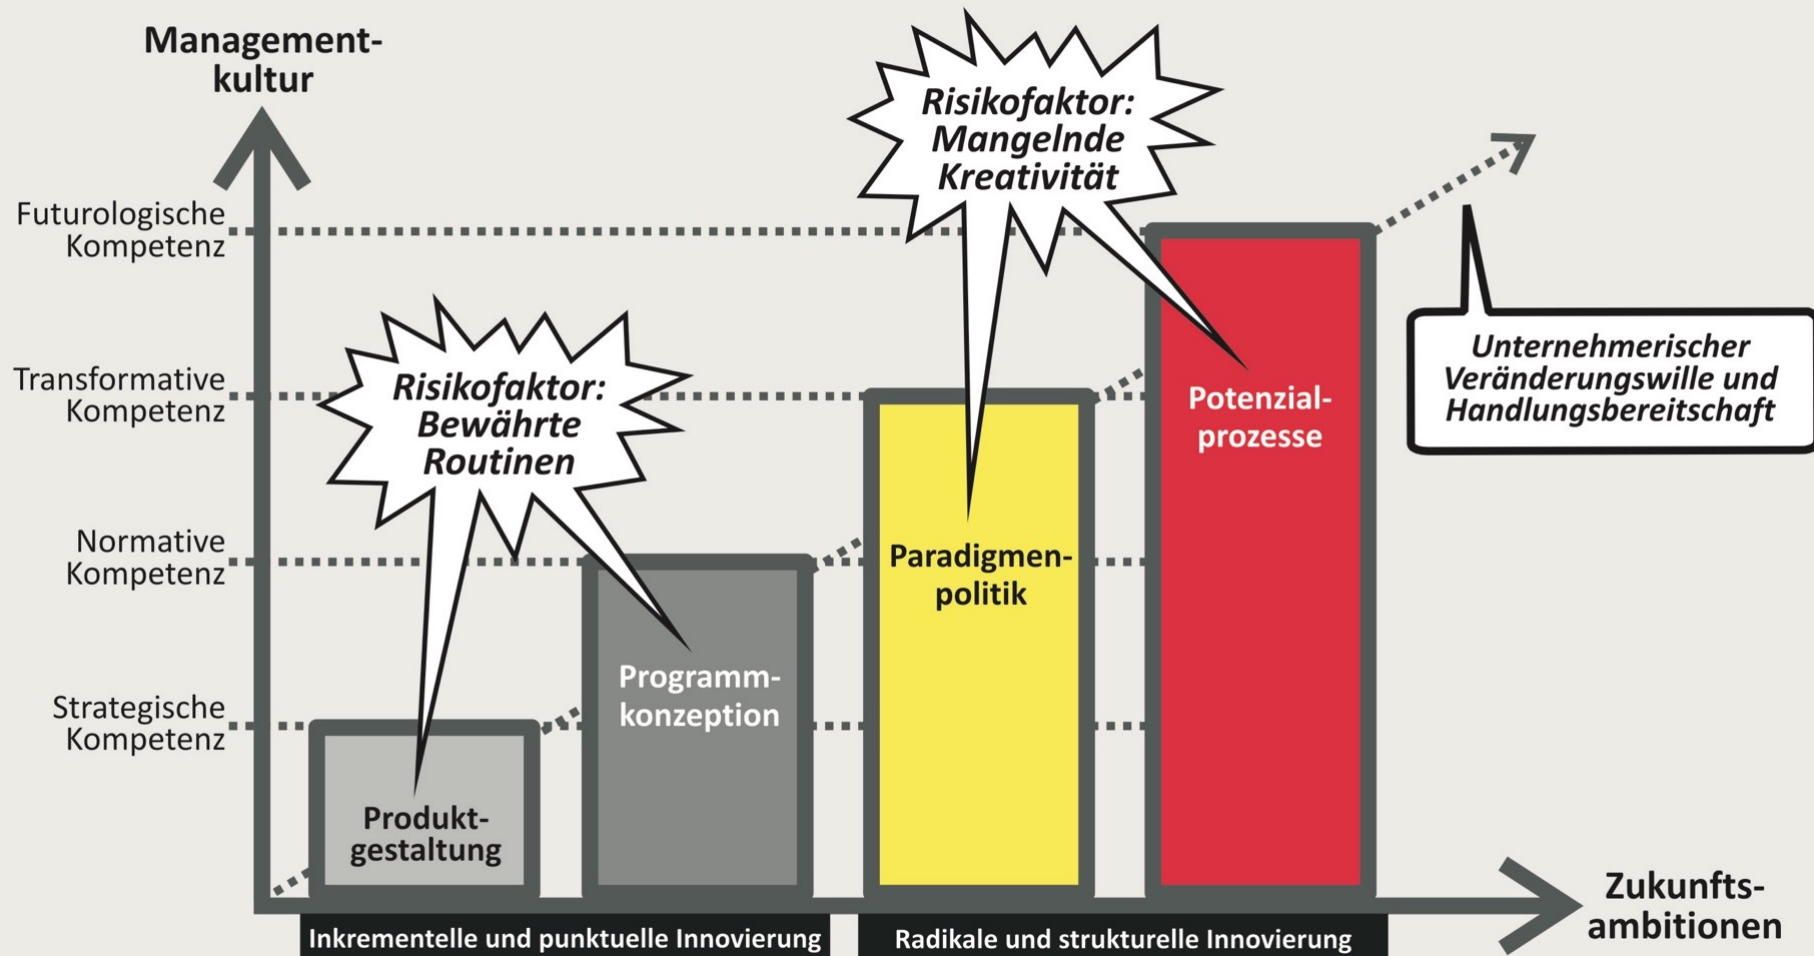 Management-
kultur
Futurologische
Kompetenz
Transformative
Kompetenz
Normative
Kompetenz
Strategische
Kompetenz
Risikofaktor:
Bewährte
Routinen
Risikofaktor:
Mangelnde
Kreativität
Unternehmerischer
Veränderungswille und
Handlungsbereitschaft
Produkt-
gestaltung
Programm-
konzeption
Paradigmen-
politik
Potenzial-
prozesse
Inkrementelle und punktuelle Innovierung
Radikale und strukturelle Innovierung
Zukunfts-
ambitionen